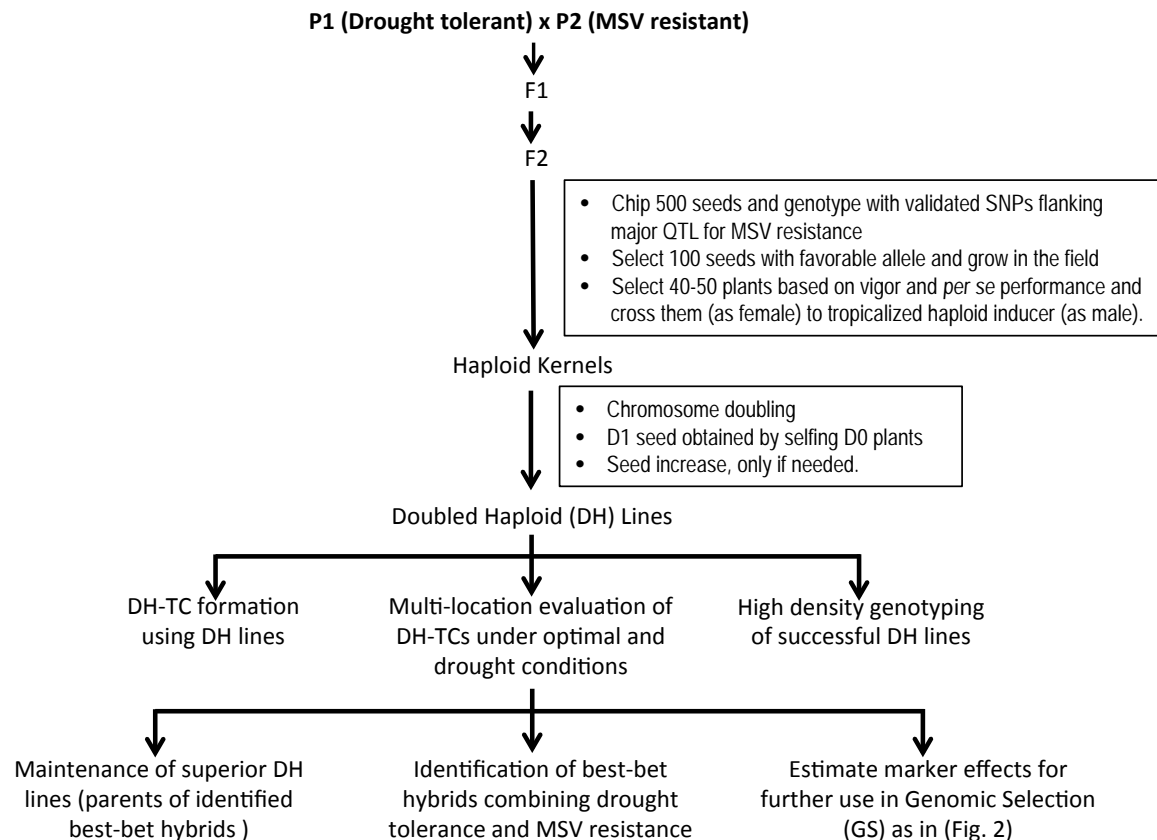 P1 (Drought tolerant) x P2 (MSV resistant)
F1
F2
• Chip 500 seeds and genotype with validated SNPs flanking
major QTL for MSV resistance
• Select 100 seeds with favorable allele and grow in the field
• Select 40-50 plants based on vigor and per se performance and
cross them (as female) to tropicalized haploid inducer (as male).
Haploid Kernels
• Chromosome doubling
• D1 seed obtained by selfing D0 plants
• Seed increase, only if needed.
Doubled Haploid (DH) Lines
DH-TC formation
using DH lines
Multi-location evaluation of
DH-TCs under optimal and
drought conditions
High density genotyping
of successful DH lines
Maintenance of superior DH
lines (parents of identified
best-bet hybrids )
Identification of best-bet
hybrids combining drought
tolerance and MSV resistance
Estimate marker effects for
further use in Genomic Selection
(GS) as in (Fig. 2)